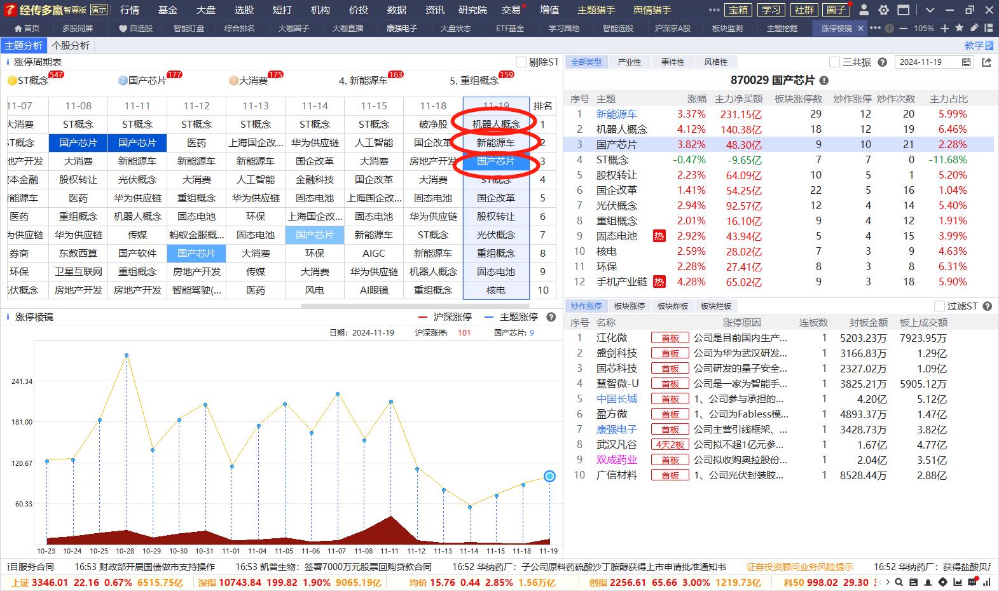 经传多赢 智尊版 演示 行情 基金 大盘 选股 短打 机构 价投 数据 资讯 研究院 交易 增值 主题猎手 舆情猎手 宝箱 学习 社群 圈子
首页 多股同屏 自选股 智能盯盘 综合排名 大咖圈子 大咖直播 康强电子 大盘状态 ETF基金 学习园地 智能选股 沪深京A股 板块监测 主题挖掘 涨停棱镜 105%
主题分析 个股分析 教学
涨停周期表 剔除ST
1 ST概念 547 2 国产芯片 177 3 大消费 175 4. 新能源车 163 5. 重组概念 159
11-07 11-08 11-11 11-12 11-13 11-14 11-15 11-18 11-19 排名
大消费 ST概念 ST概念 ST概念 ST概念 ST概念 ST概念 破净股 机器人概念 1
ST概念 国产芯片 国产芯片 医药 上海国企改... 华为供应链 人工智能 国企改革 新能源车 2
地产开发 大消费 新能源车 新能源车 新能源车 国企改革 大消费 房地产开发 国产芯片 3
本金融 股权转让 光伏概念 大消费 人工智能 金融科技 国企改革 大消费 ST概念 4
新能源车 医药 华为供应链 重组概念 华为供应链 固态电池 上海国企改... 固态电池 国企改革 5
医药 重组概念 机器人概念 固态电池 环保 上海国企改... 固态电池 华为供应链 股权转让 6
为供应链 华为供应链 传媒 蚂蚁金服概... 固态电池 国产芯片 新能源车 ST概念 光伏概念 7
券商 东数西算 国产软件 国产芯片 大消费 环保 AIGC 新能源车 重组概念 8
环保 卫星互联网 重组概念 房地产开发 传媒 大消费 华为供应链 机器人概念 固态电池 9
伏概念 房地产开发 房地产开发 智能驾驶(... 医药 风电 AI眼镜 重组概念 核电 10
涨停棱镜 沪深涨停 主题涨停
日期: 2024-11-19 沪深涨停: 101 国产芯片: 9
241.34
181.00
120.67
60.33
10-23 10-24 10-25 10-28 10-29 10-30 10-31 11-01 11-04 11-05 11-06 11-07 11-08 11-11 11-12 11-13 11-14 11-15 11-18 11-19
全部类型 产业性 事件性 风格性 三共振 2024-11-19
870029 国产芯片
序号 主题 涨幅 主力净买额 板块涨停数 炒作涨停 炒作次数 主力占比
1 新能源车 3.37% 231.15亿 29 12 20 5.99%
2 机器人概念 4.12% 140.38亿 18 12 19 6.46%
3 国产芯片 3.82% 48.30亿 9 10 21 2.28%
4 ST概念 -0.47% -9.65亿 7 7 0 -11.68%
5 股权转让 2.23% 64.09亿 10 5 1 5.20%
6 国企改革 1.41% 54.25亿 22 5 16 1.04%
7 光伏概念 2.94% 92.57亿 12 4 14 5.40%
8 重组概念 2.01% 16.10亿 9 4 12 1.91%
9 固态电池 热 2.92% 43.94亿 5 4 15 3.99%
10 核电 2.59% 28.02亿 7 3 9 4.63%
11 环保 2.28% 27.41亿 8 3 8 6.31%
12 手机产业链 热 4.28% 65.02亿 9 3 18 5.90%
炒作涨停 板块涨停 板块炸板 板块烂板 过滤ST
序号 名称 涨停原因 连板数 封板金额 板上成交额
1 江化微 首板 公司是目前国内生产... 1 5203.23万 7923.95万
2 盛剑科技 首板 公司为华为武汉研发... 1 3166.83万 1.29亿
3 国芯科技 首板 公司研发的量子安全... 1 2327.02万 1.09亿
4 慧智微-U 首板 公司是一家为智能手... 1 3825.21万 5905.12万
5 中国长城 首板 1、公司参与承担的... 1 4.20亿 5.12亿
6 盈方微 首板 1、公司为Fabless模... 1 4893.37万 1.47亿
7 康强电子 首板 公司主营引线框架、... 1 3428.73万 3.82亿
8 武汉凡谷 4天2板 公司拟不超1亿元参... 1 1.67亿 4.77亿
9 双成药业 首板 公司拟收购奥拉股份... 1 2.04亿 3.51亿
10 广信材料 首板 1、公司光伏封装胶... 1 8528.44万 2.88亿
项目服务合同 16:53 财政部开展国债做市支持操作 16:53 凯普生物：签署7000万元股票回购贷款合同 16:52 华纳药厂：子公司原料药硫酸沙丁胺醇获得上市申请批准通知书 证券投资顾问业务风险提示 16:52 华纳药厂：获得盐酸贝
上证 3346.01 22.16 0.67% 6515.75亿 深指 10743.84 199.82 1.90% 9065.19亿 均价 15.76 0.44 2.85% 1.56万亿 创指 2256.61 65.66 3.00% 1219.73亿 科50 998.02 29.30